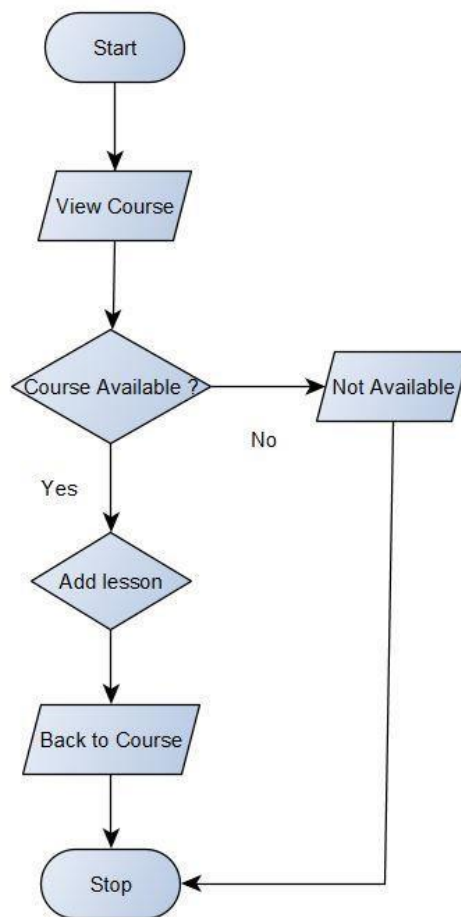 Start
View Course
Course Available ?
Not Available
No
Yes
Add lesson
Back to Course
Stop